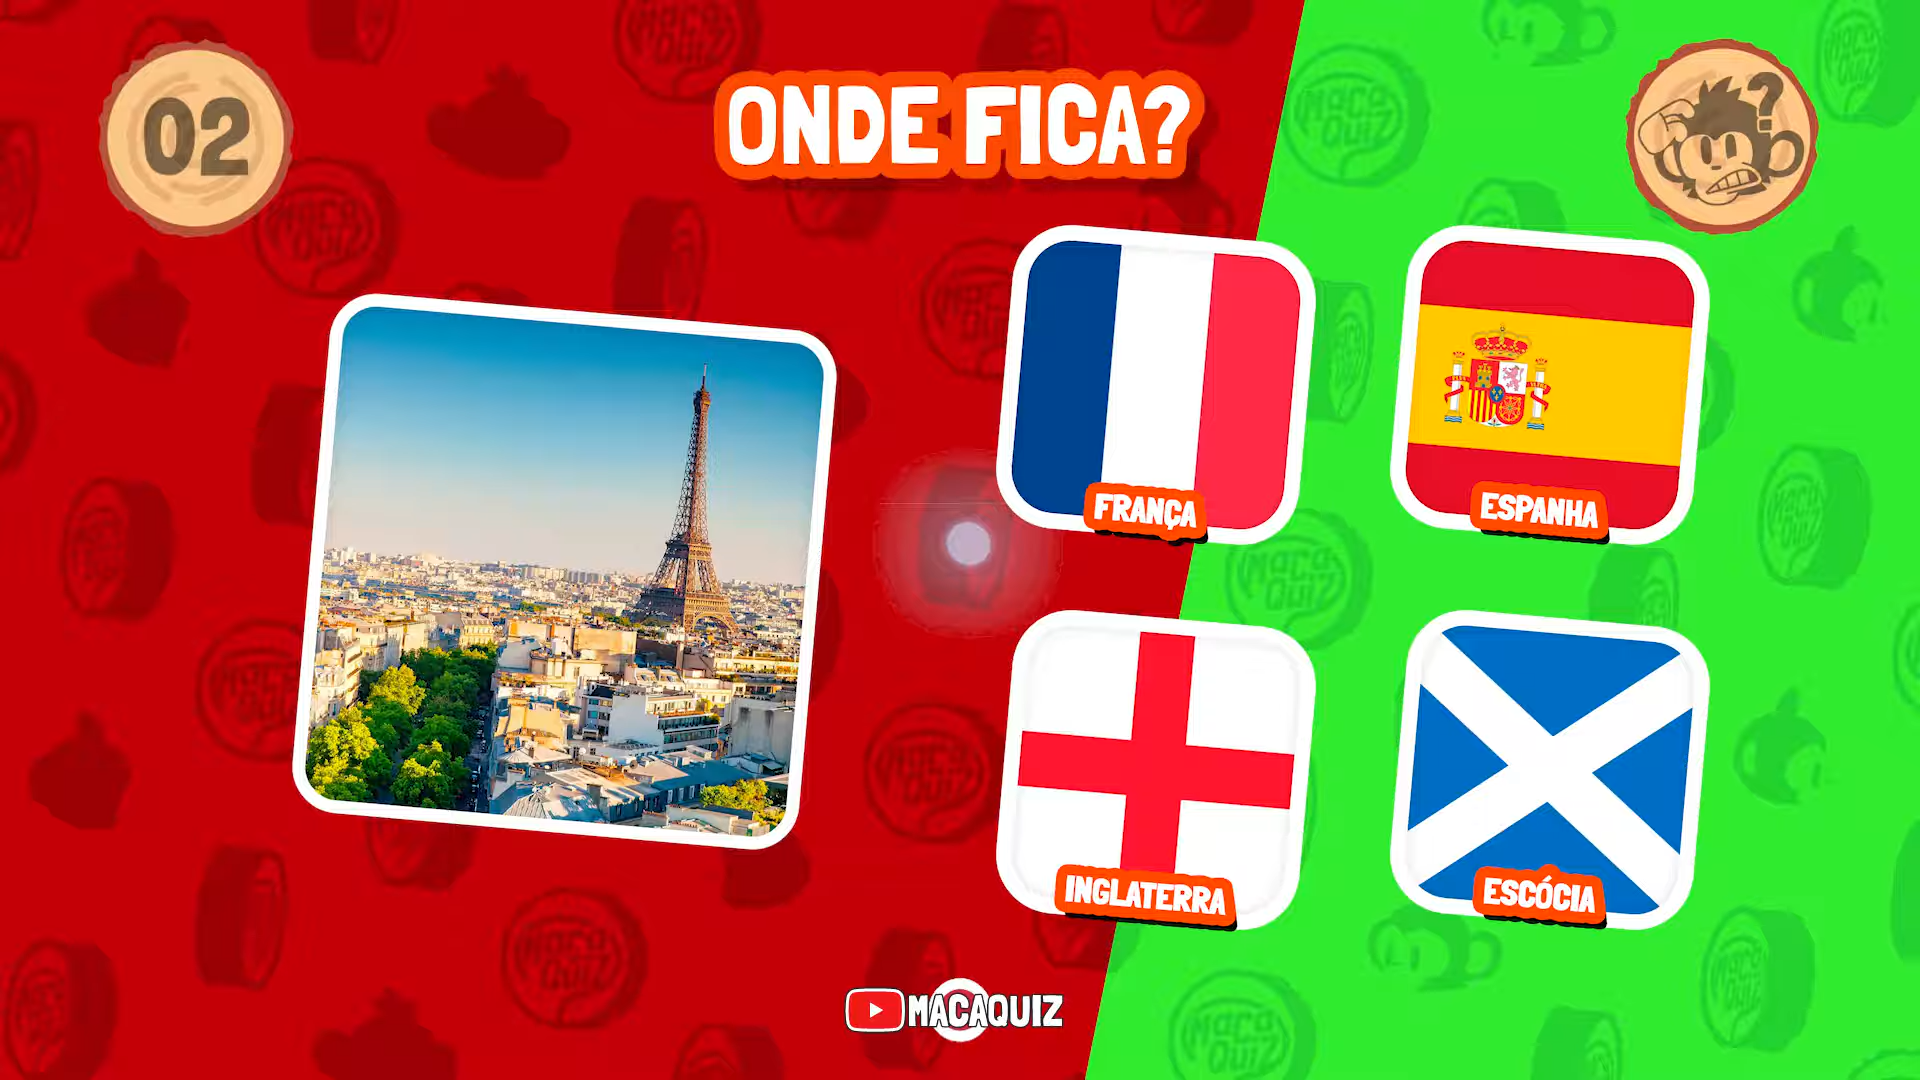 02
ONDE FICA?
FRANÇA
ESPANHA
INGLATERRA
ESCÓCIA
MACAQUIZ